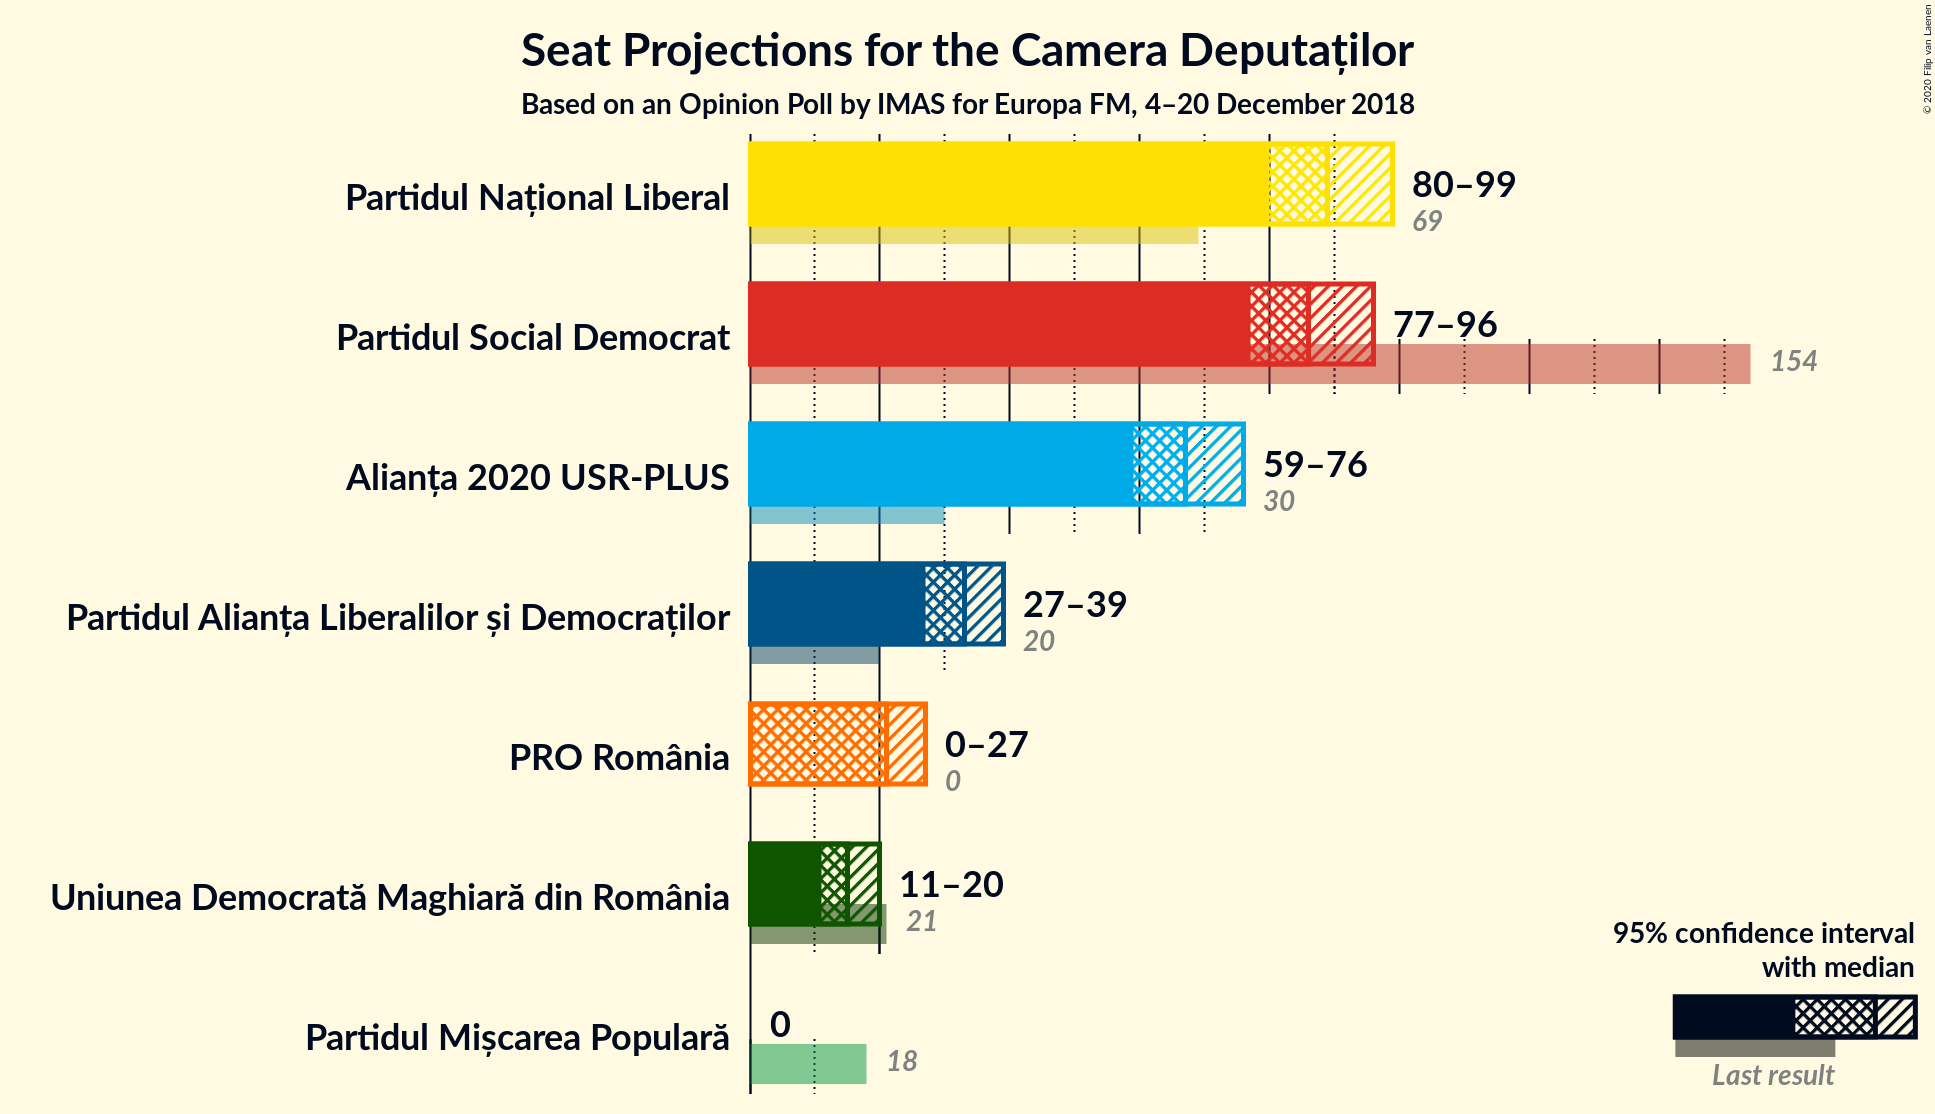 Seat Projections for the Camera Deputaților
Based on an Opinion Poll by IMAS for Europa FM, 4–20 December 2018
© 2020 Filip van Laenen
Partidul Național Liberal
80–99
69
Partidul Social Democrat
77–96
154
Alianța 2020 USR-PLUS
59–76
30
Partidul Alianța Liberalilor și Democraților
27–39
20
PRO România
0–27
0
Uniunea Democrată Maghiară din România
11–20
21
Partidul Mișcarea Populară
0
18
95% confidence interval
with median
Last result